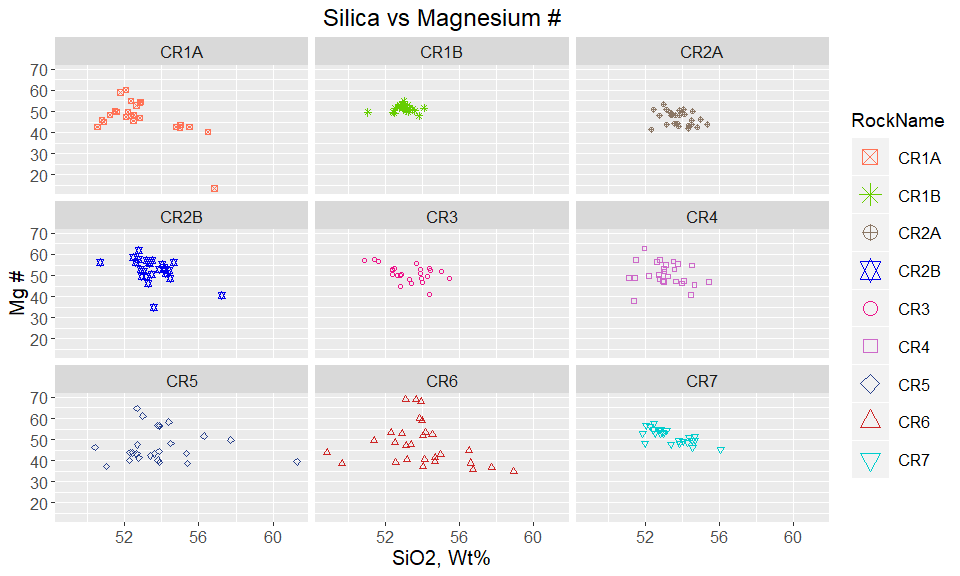 Silica vs Magnesium #
CR1A CR1B CR2A
70
60
50
40
30
20
CR2B CR3 CR4
70
60
50
40
30
20
CR5 CR6 CR7
70
60
50
40
30
20
52 56 60 52 56 60 52 56 60
SiO2, Wt%
Mg #
RockName
CR1A
CR1B
CR2A
CR2B
CR3
CR4
CR5
CR6
CR7